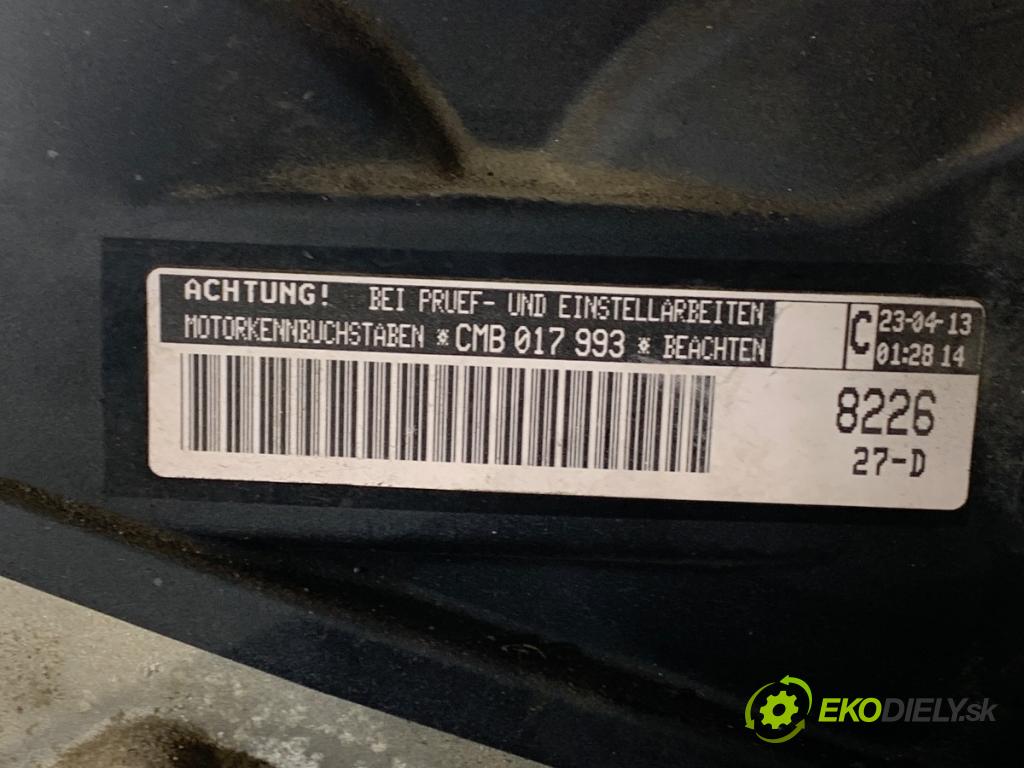 ACHTUNG! BEI PRUEF- UND EINSTELLARBEITEN
MOTORKENNBUCHSTABEN *CMB 017 993* BEACHTEN
C
23-04-13
01:28 14
8226
27-D
EKODIELY.sk